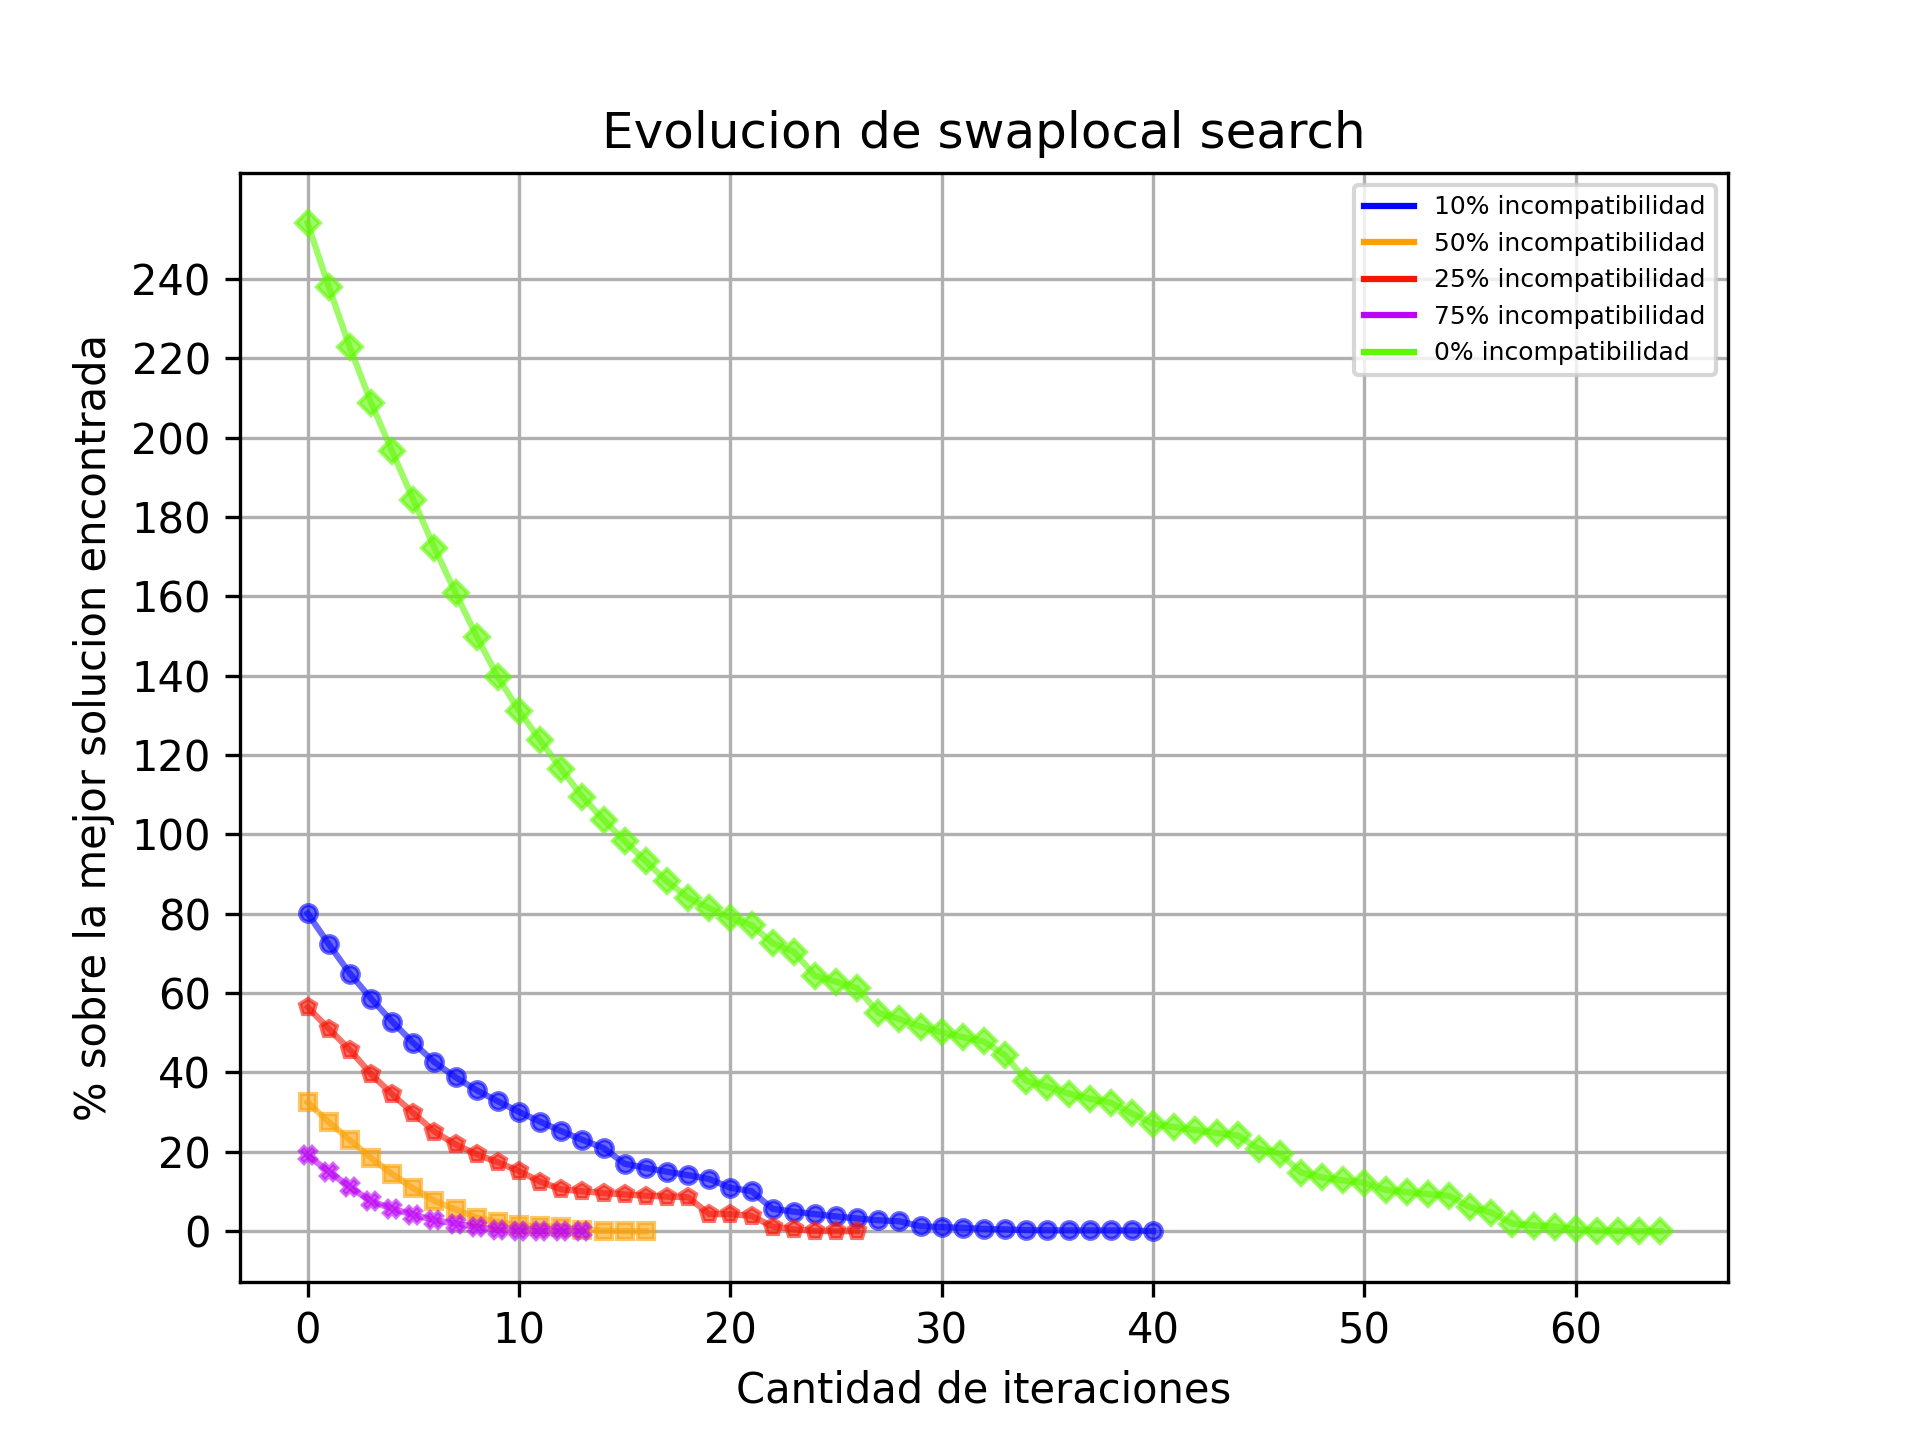 Evolucion de swaplocal search
% sobre la mejor solucion encontrada
240
220
200
180
160
140
120
100
80
60
40
20
0
10% incompatibilidad
50% incompatibilidad
25% incompatibilidad
75% incompatibilidad
0% incompatibilidad
0 10 20 30 40 50 60
Cantidad de iteraciones